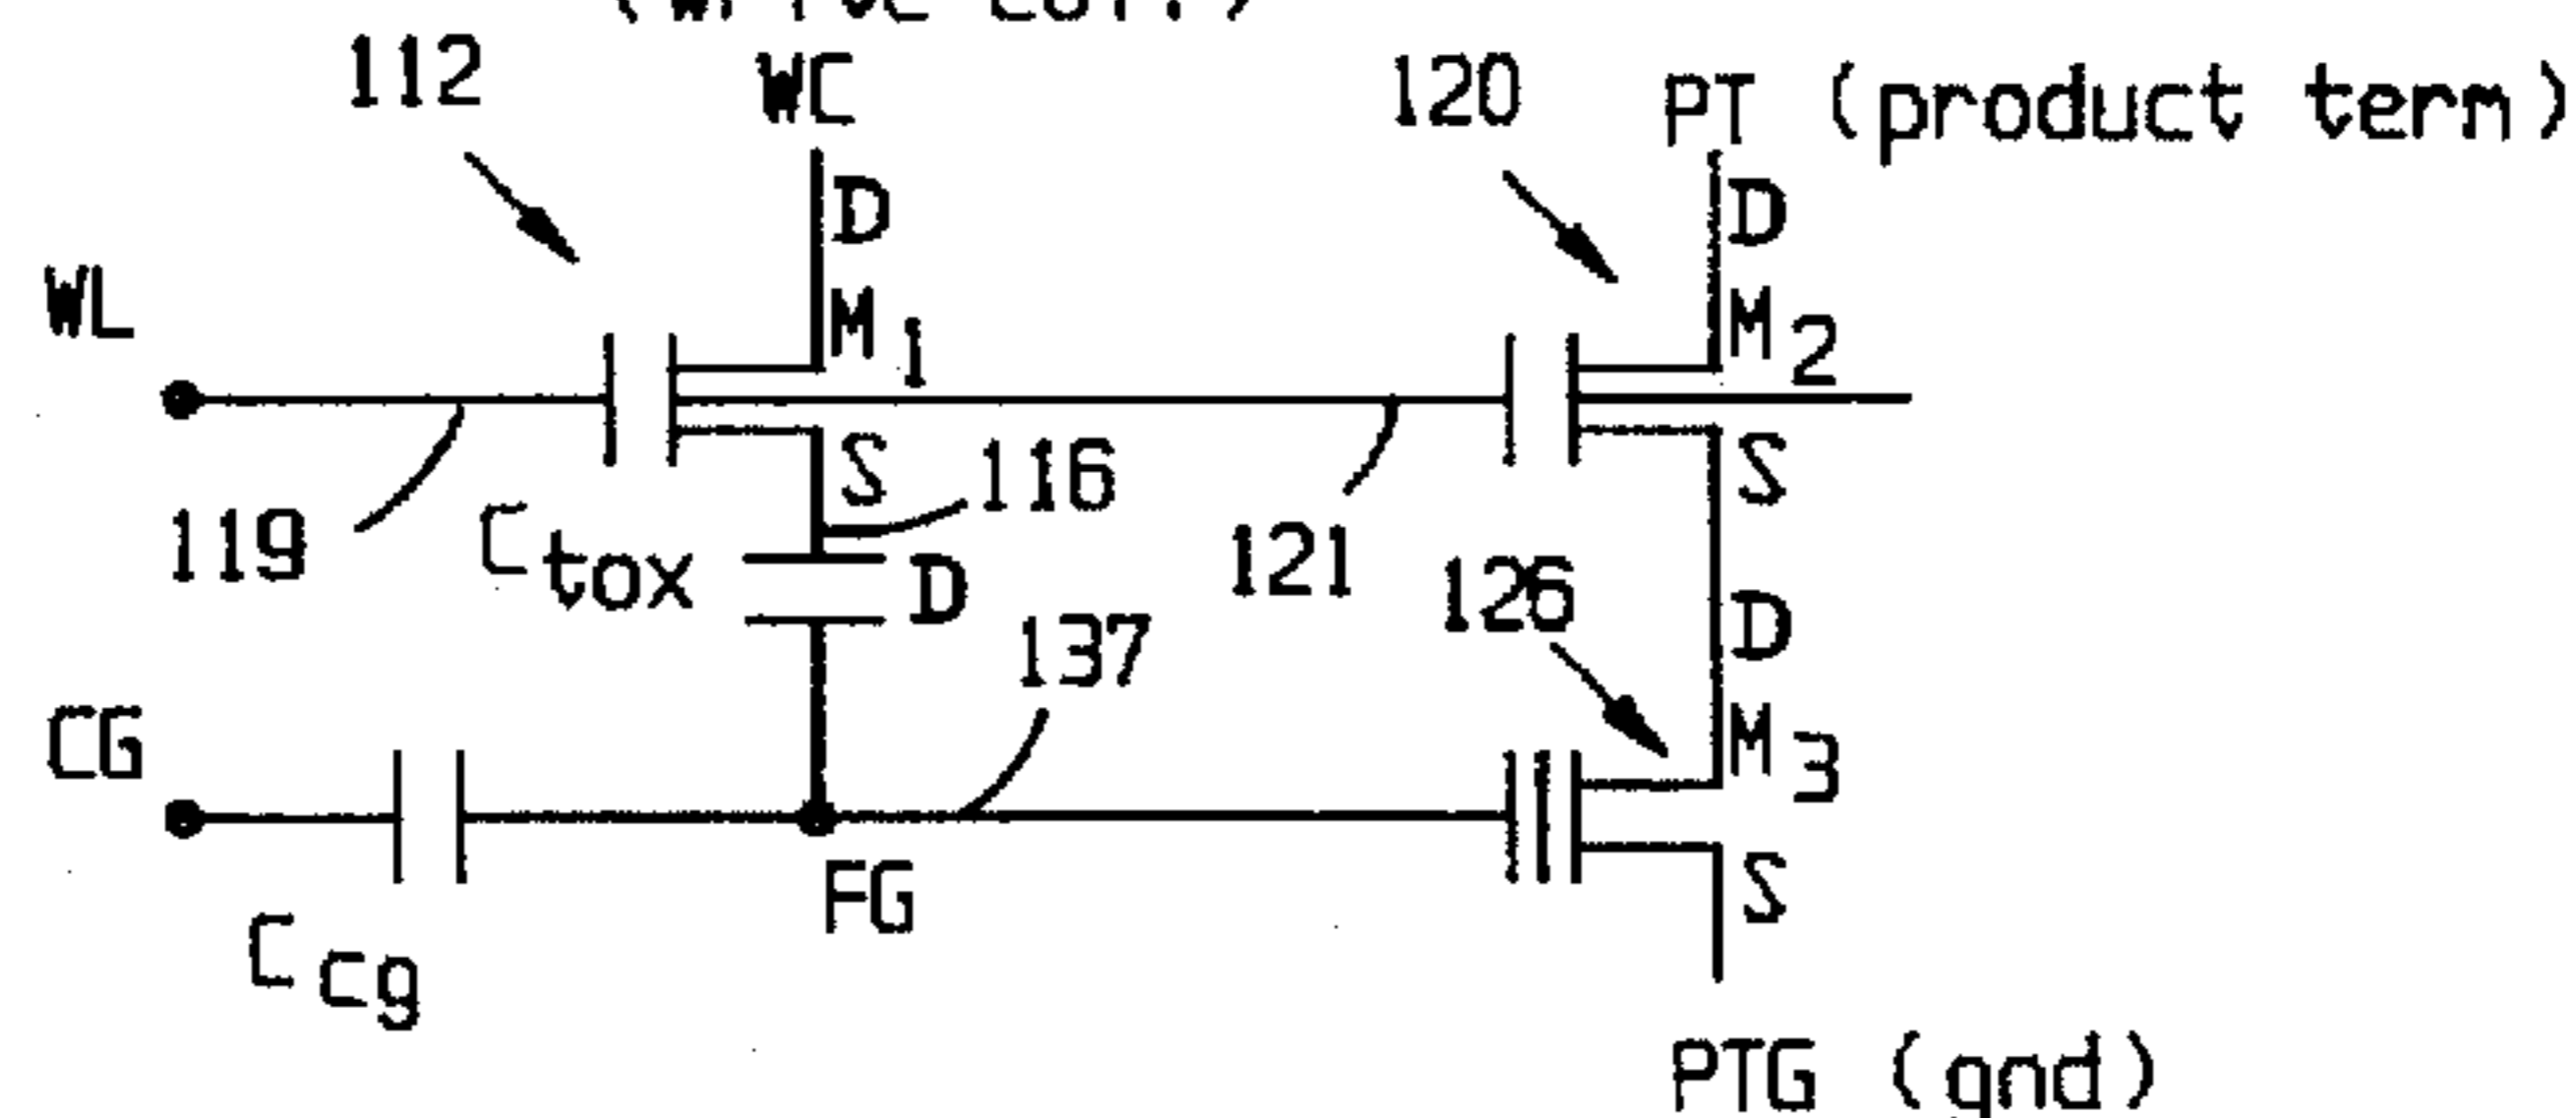 112
WC
120
PT (product term)
D
D
WL
M1
M2
119
Ctox
S
116
121
S
D
126
D
137
CG
M3
FG
S
Ccg
PTG (gnd)